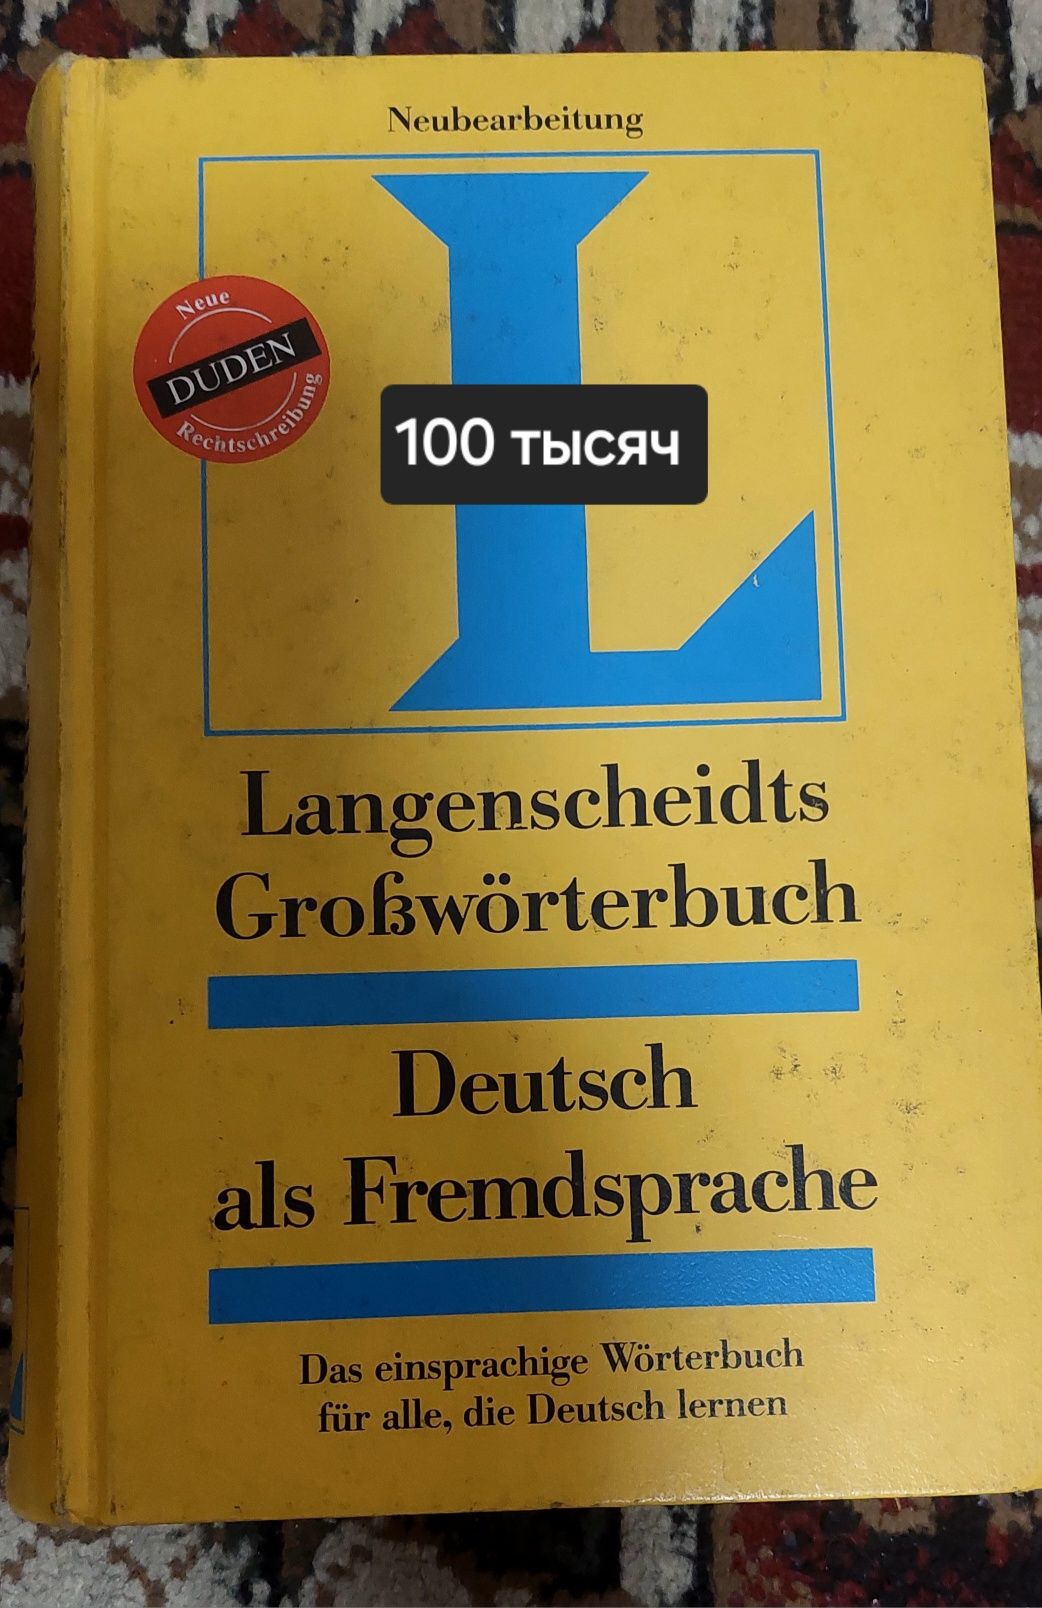 Neubearbeitung
L
Neue
DUDEN
Rechtschreibung
100 тысяч
Langenscheidts
Großwörterbuch
Deutsch
als Fremdsprache
Das einsprachige Wörterbuch
für alle, die Deutsch lernen